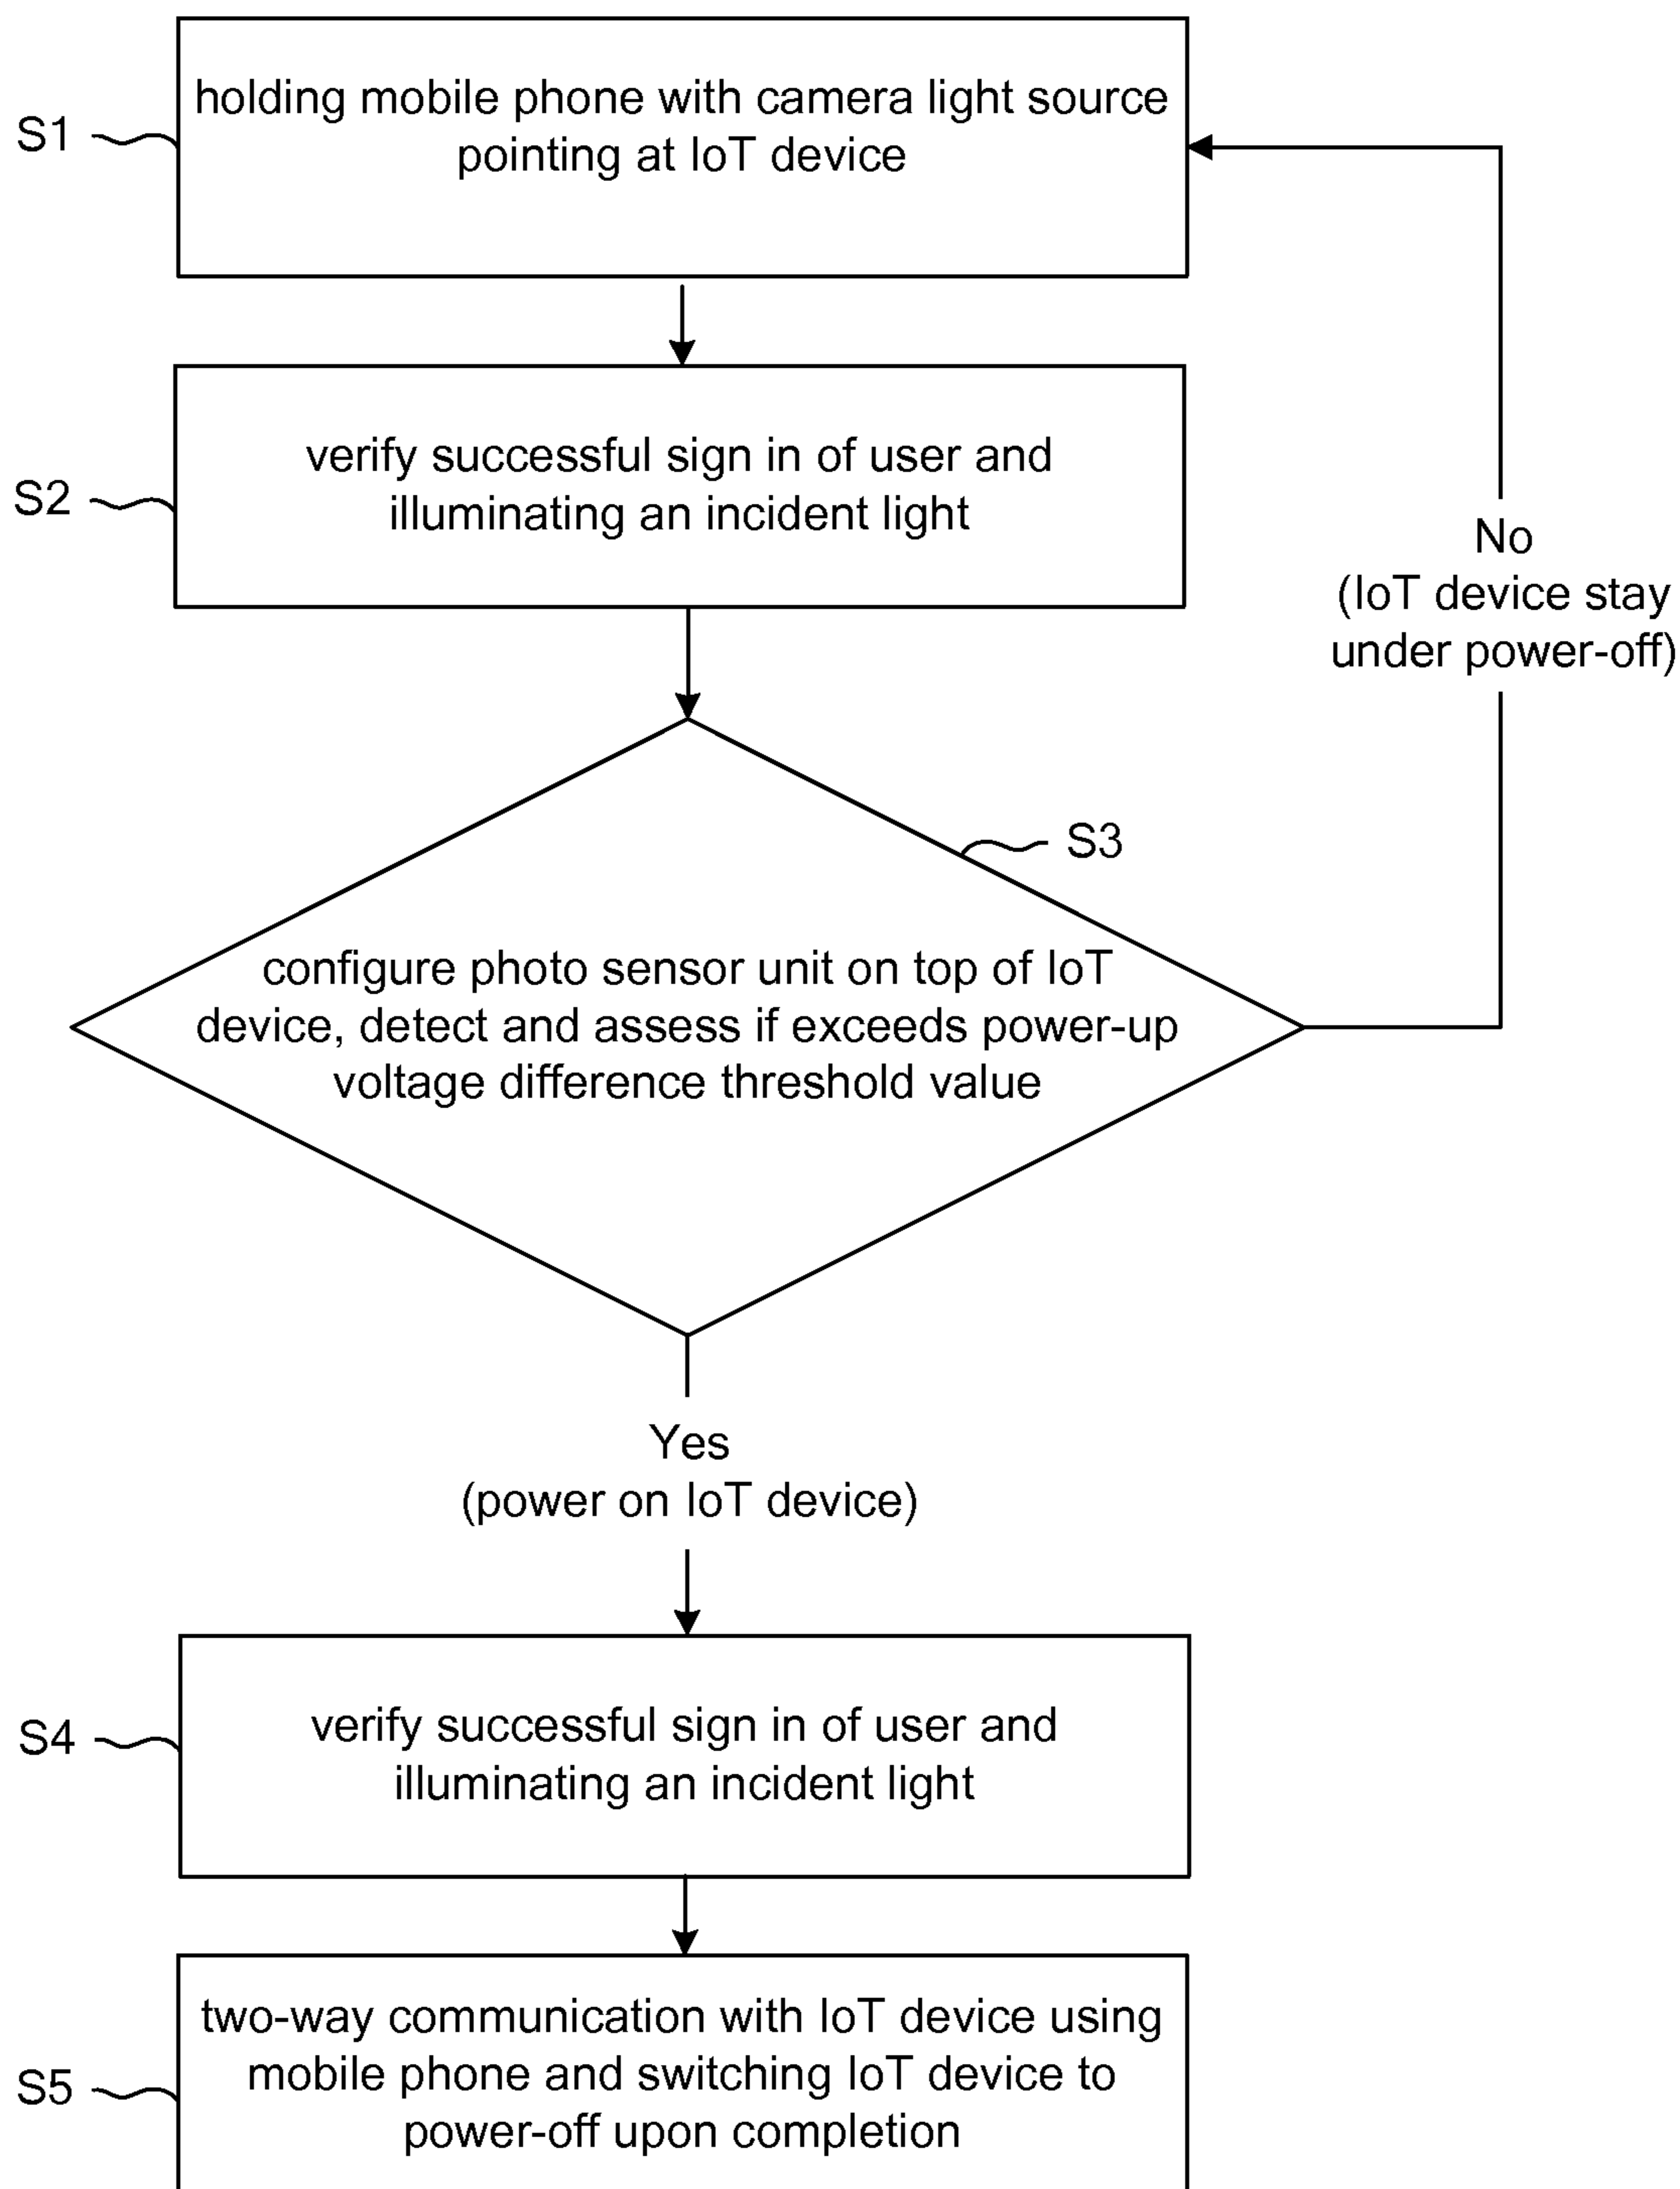 S1
holding mobile phone with camera light source
pointing at IoT device
S2
verify successful sign in of user and
illuminating an incident light
No
(IoT device stay
under power-off)
S3
configure photo sensor unit on top of IoT
device, detect and assess if exceeds power-up
voltage difference threshold value
Yes
(power on IoT device)
S4
verify successful sign in of user and
illuminating an incident light
S5
two-way communication with IoT device using
mobile phone and switching IoT device to
power-off upon completion